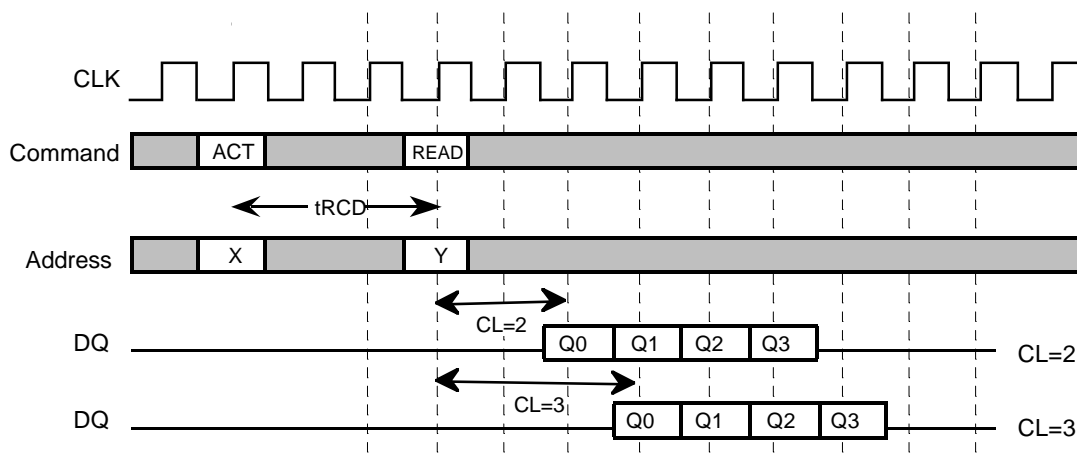 CLK
Command ACT READ
tRCD
Address X Y
CL=2
DQ Q0 Q1 Q2 Q3 CL=2
CL=3
DQ Q0 Q1 Q2 Q3 CL=3